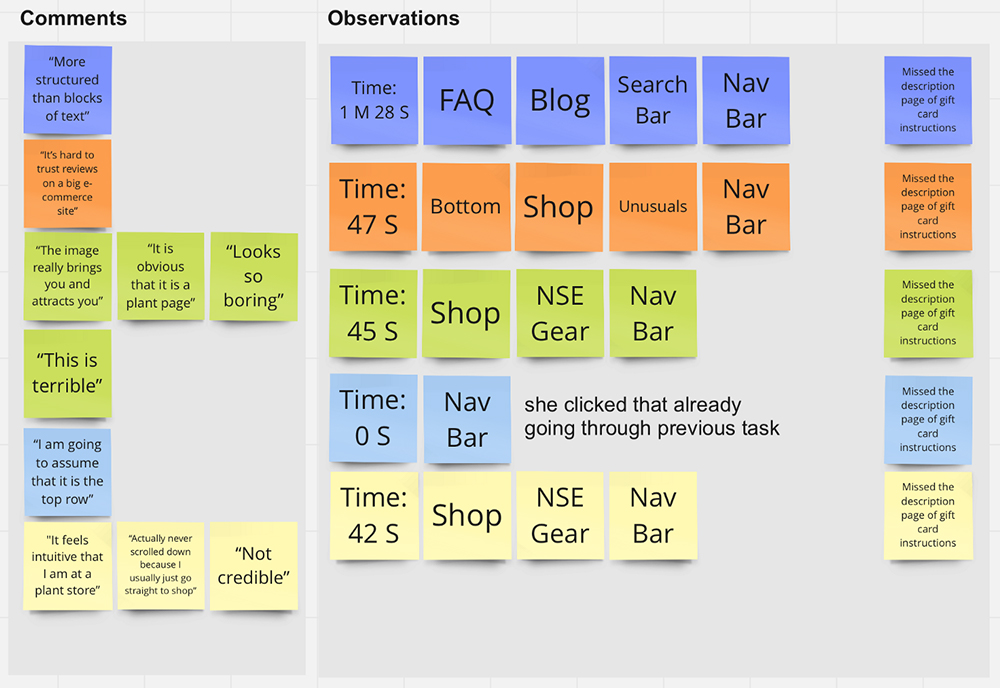 Comments
“More
structured
than blocks
of text”
“It’s hard to
trust reviews
on a big e-
commerce
site”
“The image
really brings
you and
attracts you”
“It is
obvious
that it is a
plant page”
“Looks
so
boring”
“This is
terrible”
“I am going
to assume
that it is the
top row”
"It feels
intuitive that
I am at a
plant store”
“Actually never
scrolled down
because I
usually just go
straight to shop”
“Not
credible”
Observations
Time:
1 M 28 S
FAQ
Blog
Search
Bar
Nav
Bar
Missed the
description
page of gift
card
instructions
Time:
47 S
Bottom
Shop
Unusuals
Nav
Bar
Missed the
description
page of gift
card
instructions
Time:
45 S
Shop
NSE
Gear
Nav
Bar
Missed the
description
page of gift
card
instructions
Time:
0 S
Nav
Bar
she clicked that already
going through previous task
Missed the
description
page of gift
card
instructions
Time:
42 S
Shop
NSE
Gear
Nav
Bar
Missed the
description
page of gift
card
instructions